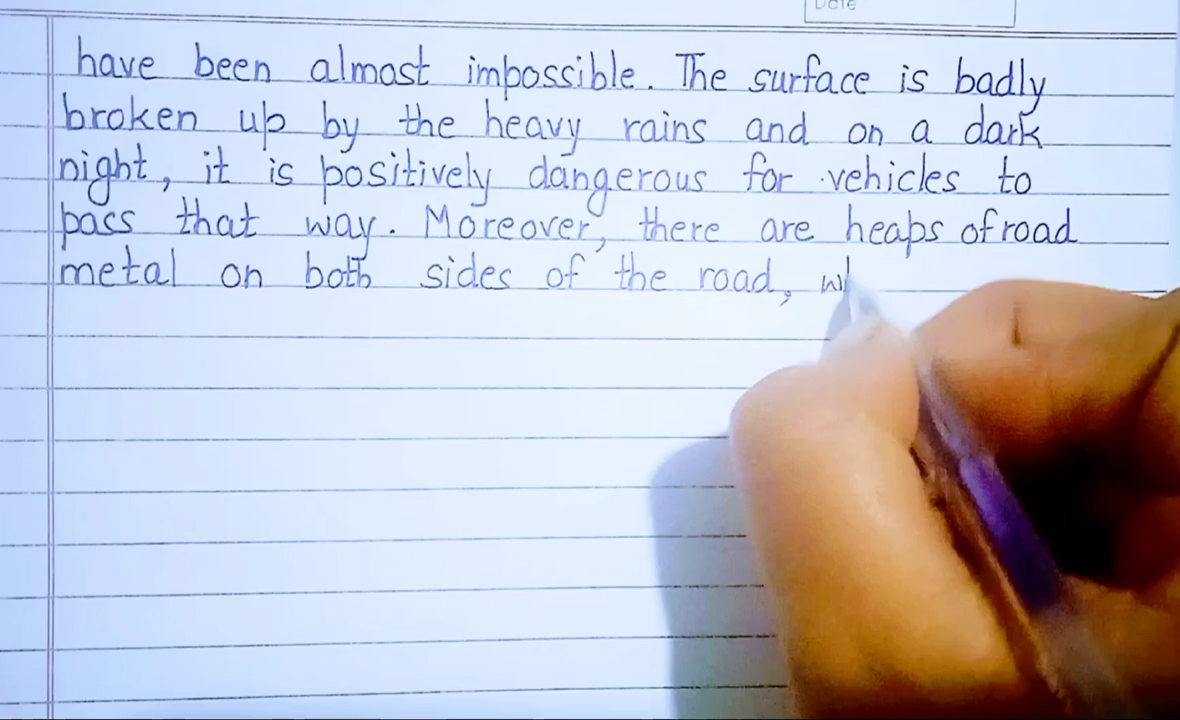 Date
have been almost impossible. The surface is badly
broken up by the heavy rains and on a dark
night, it is positively dangerous for vehicles to
pass that way. Moreover, there are heaps of road
metal on both sides of the road, wh